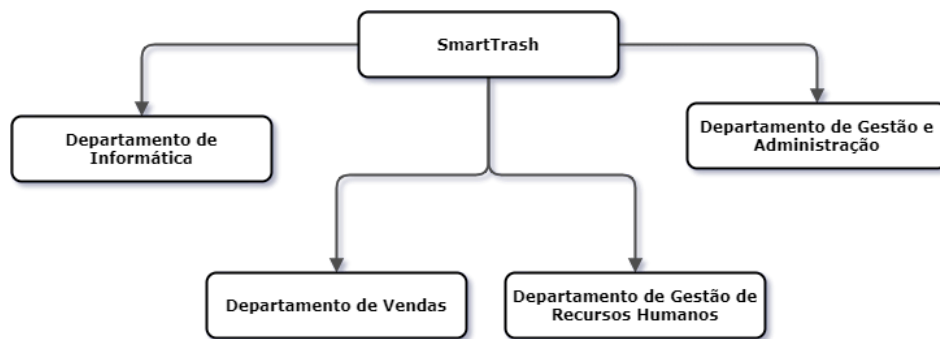 SmartTrash
Departamento de
Informática
Departamento de Gestão e
Administração
Departamento de Vendas
Departamento de Gestão de
Recursos Humanos